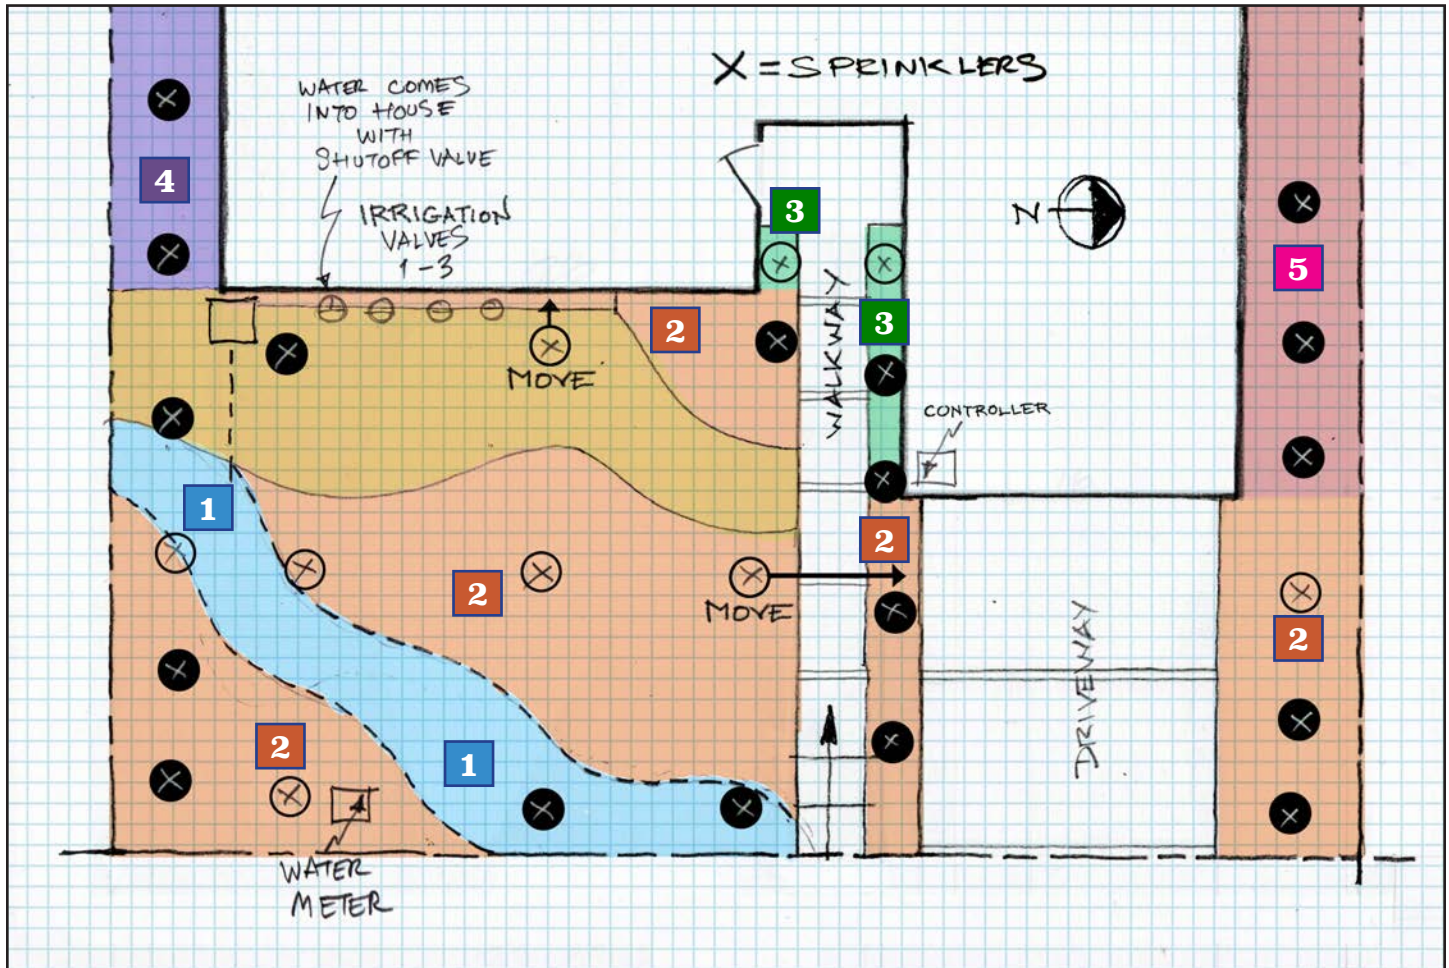 X = SPRINKLERS
WATER COMES
INTO HOUSE
WITH
SHUTOFF VALVE
4
IRRIGATION
VALVES
1-3
3
N
5
2
3
WALKWAY
MOVE
CONTROLLER
1
2
2
MOVE
2
DRIVEWAY
2
1
WATER
METER